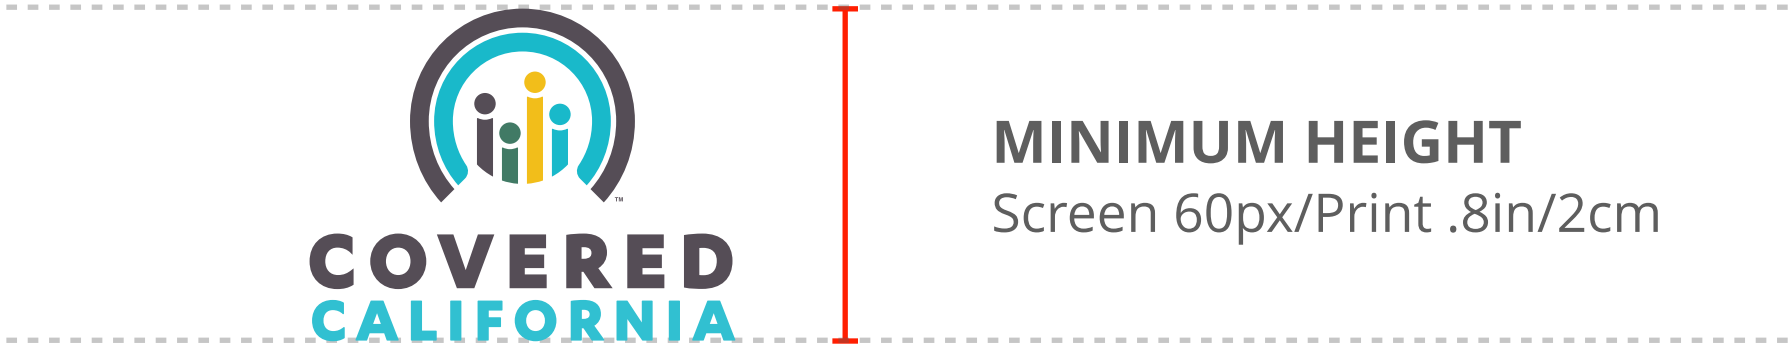 TM
COVERED
CALIFORNIA
MINIMUM HEIGHT
Screen 60px/Print .8in/2cm